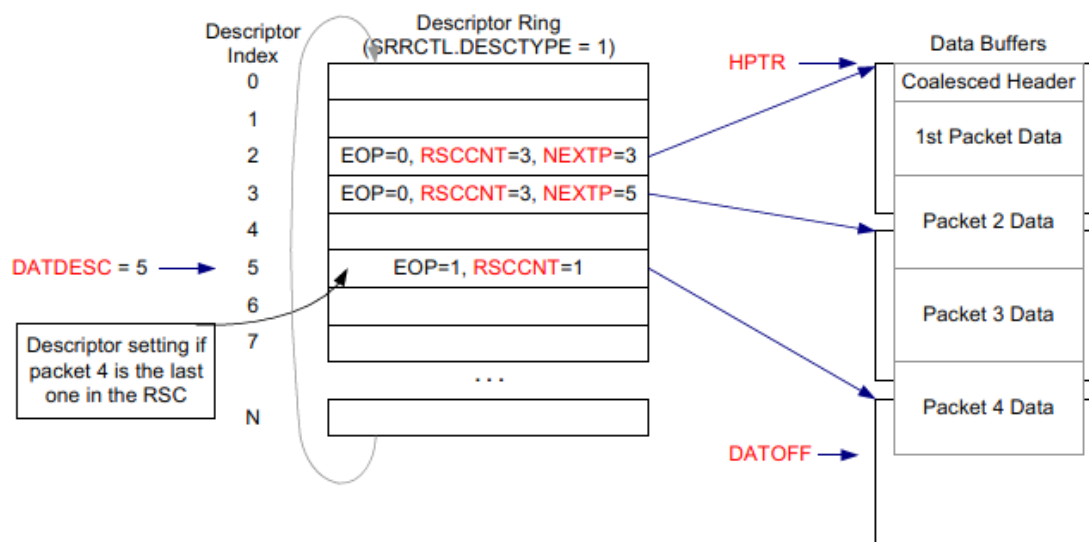 Descriptor Ring
(SRRCTL.DESCTYPE = 1)
Descriptor
Index
0
1
2
3
4
5
6
7
N
EOP=0, RSCCNT=3, NEXTP=3
EOP=0, RSCCNT=3, NEXTP=5
EOP=1, RSCCNT=1
...
DATDESC = 5
Descriptor setting if
packet 4 is the last
one in the RSC
HPTR
DATOFF
Data Buffers
Coalesced Header
1st Packet Data
Packet 2 Data
Packet 3 Data
Packet 4 Data